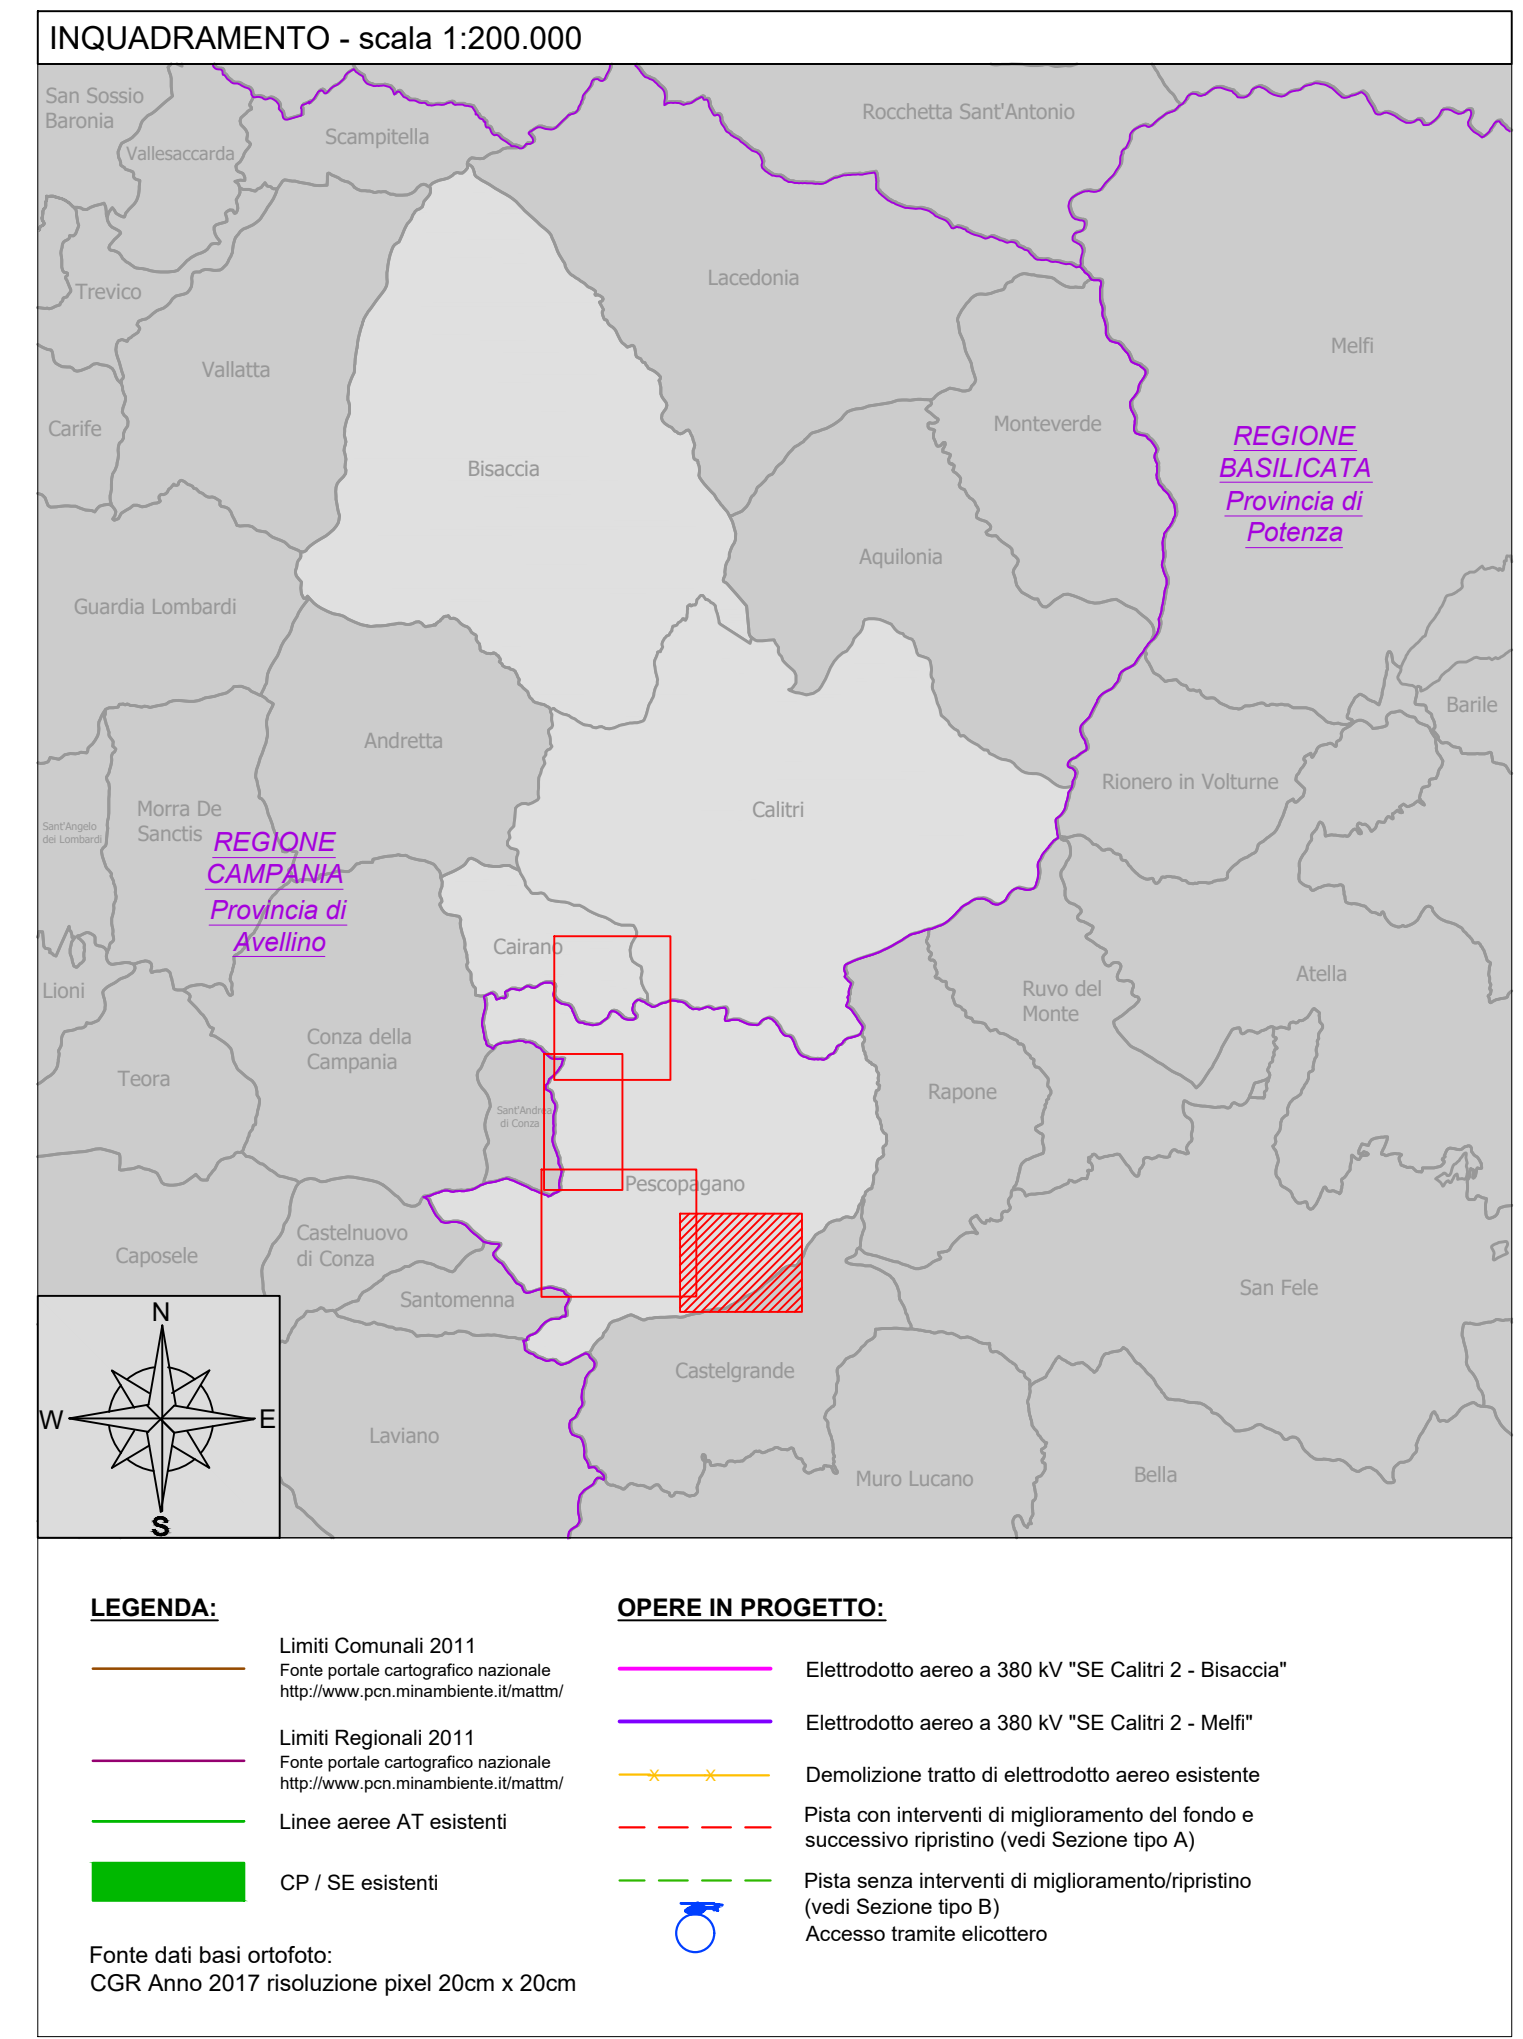 INQUADRAMENTO - scala 1:200.000
San Sossio
Baronia
Vallesaccarda
Scampitella
Rocchetta Sant'Antonio
Trevico
Lacedonia
Vallatta
Melfi
Carife
Monteverde
Bisaccia
REGIONE
BASILICATA
Provincia di
Potenza
Aquilonia
Guardia Lombardi
Barile
Andretta
Rionero in Volturne
Calitri
Morra De
Sanctis
Sant'Angelo
dei Lombardi
REGIONE
CAMPANIA
Provincia di
Avellino
Cairano
Lioni
Atella
Ruvo del
Monte
Conza della
Campania
Teora
Rapone
Sant'Andrea
di Conza
Pescopagano
Castelnuovo
di Conza
Caposele
San Fele
Santomenna
Castelgrande
Laviano
Muro Lucano
Bella
N
W
E
S
LEGENDA:
Limiti Comunali 2011
Fonte portale cartografico nazionale
http://www.pcn.minambiente.it/mattm/
Limiti Regionali 2011
Fonte portale cartografico nazionale
http://www.pcn.minambiente.it/mattm/
Linee aeree AT esistenti
CP / SE esistenti
Fonte dati basi ortofoto:
CGR Anno 2017 risoluzione pixel 20cm x 20cm
OPERE IN PROGETTO:
Elettrodotto aereo a 380 kV "SE Calitri 2 - Bisaccia"
Elettrodotto aereo a 380 kV "SE Calitri 2 - Melfi"
Demolizione tratto di elettrodotto aereo esistente
Pista con interventi di miglioramento del fondo e
successivo ripristino (vedi Sezione tipo A)
Pista senza interventi di miglioramento/ripristino
(vedi Sezione tipo B)
Accesso tramite elicottero